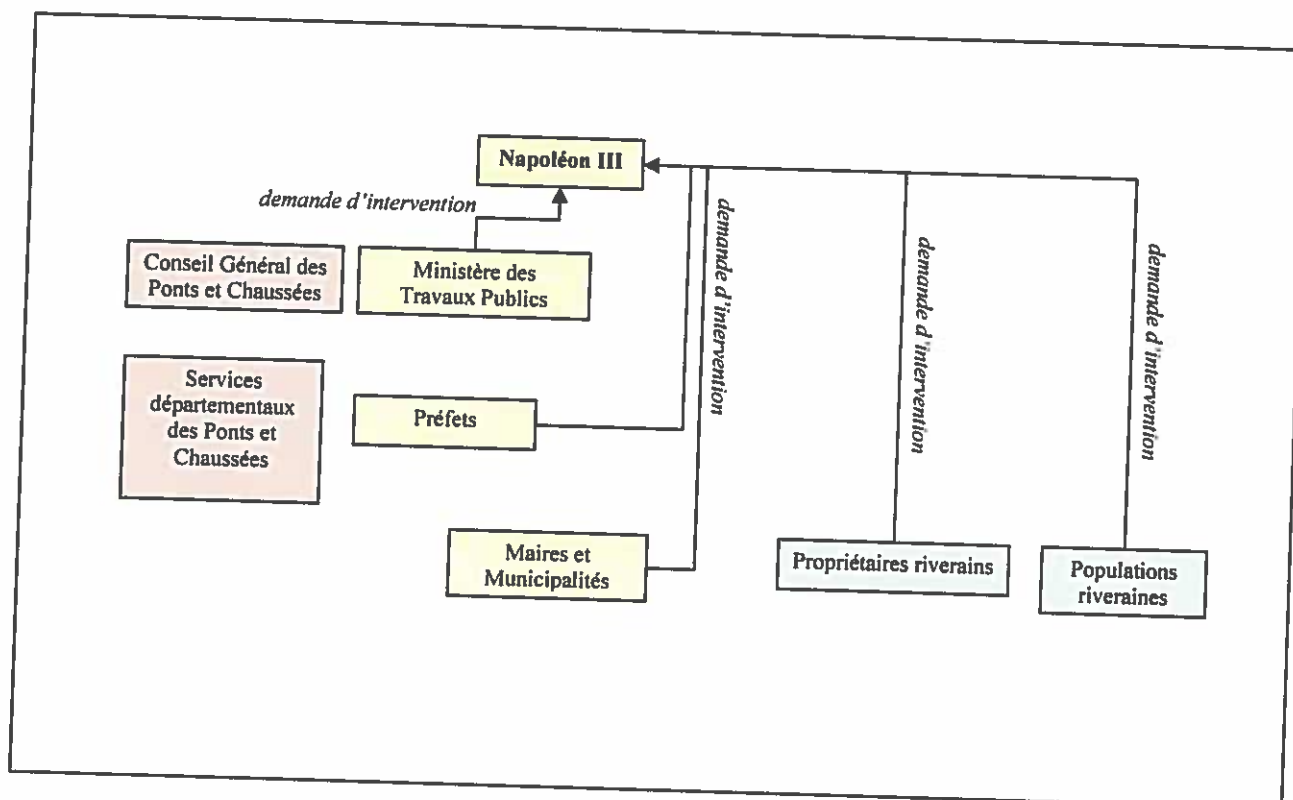 Napoléon III
demande d'intervention
Conseil Général des
Ponts et Chaussées
Ministère des
Travaux Publics
demande d'intervention
demande d'intervention
demande d'intervention
Services
départementaux
des Ponts et
Chaussées
Préfets
Maires et
Municipalités
Propriétaires riverains
Populations
riveraines